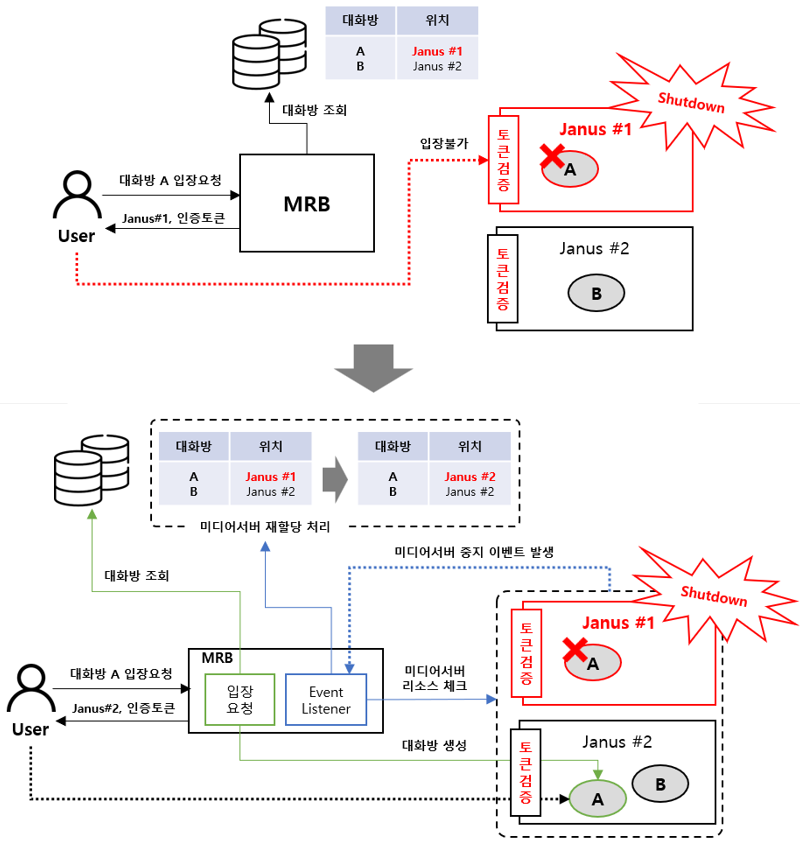 대화방 위치
A Janus #1
B Janus #2
대화방 조회
Shutdown
Janus #1
토큰검증
A
입장불가
대화방 A 입장요청
MRB
Janus#1, 인증토큰
User
Janus #2
토큰검증
B
대화방 위치
A Janus #1
B Janus #2
대화방 위치
A Janus #2
B Janus #2
미디어서버 재할당 처리
미디어서버 중지 이벤트 발생
대화방 조회
Shutdown
Janus #1
토큰검증
A
MRB
대화방 A 입장요청
입장
요청
Event
Listener
미디어서버
리소스 체크
Janus#2, 인증토큰
User
대화방 생성
Janus #2
토큰검증
A
B